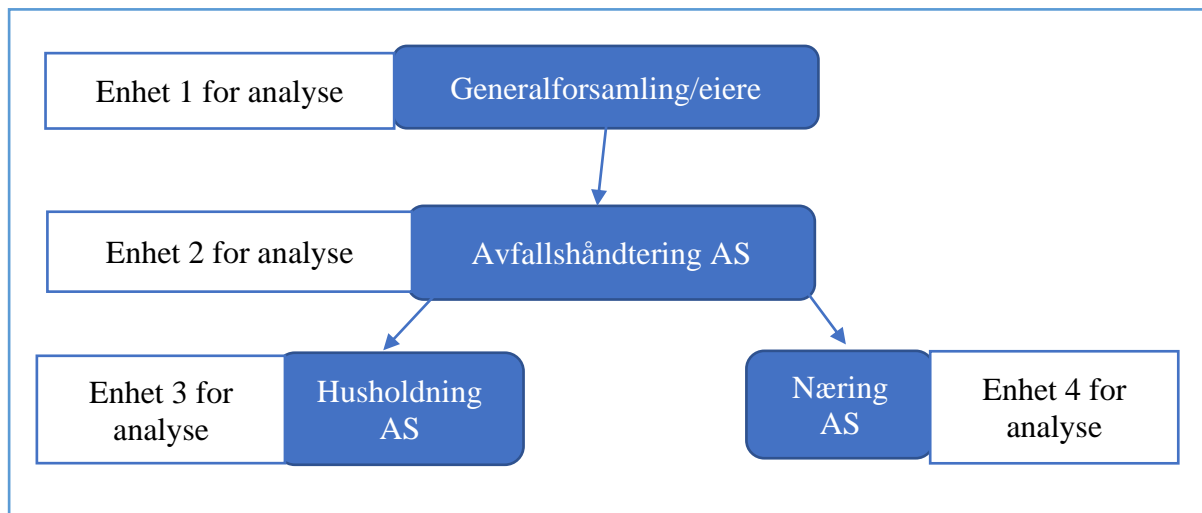 Enhet 1 for analyse
Generalforsamling/eiere
Enhet 2 for analyse
Avfallshåndtering AS
Enhet 3 for
analyse
Husholdning
AS
Næring
AS
Enhet 4 for
analyse